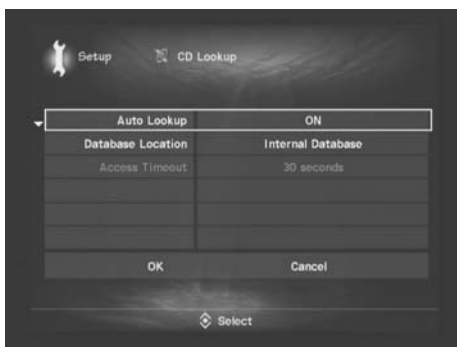 Setup CD Lookup
Auto Lookup ON
Database Location Internal Database
Access Timeout 30 seconds
OK Cancel
Select